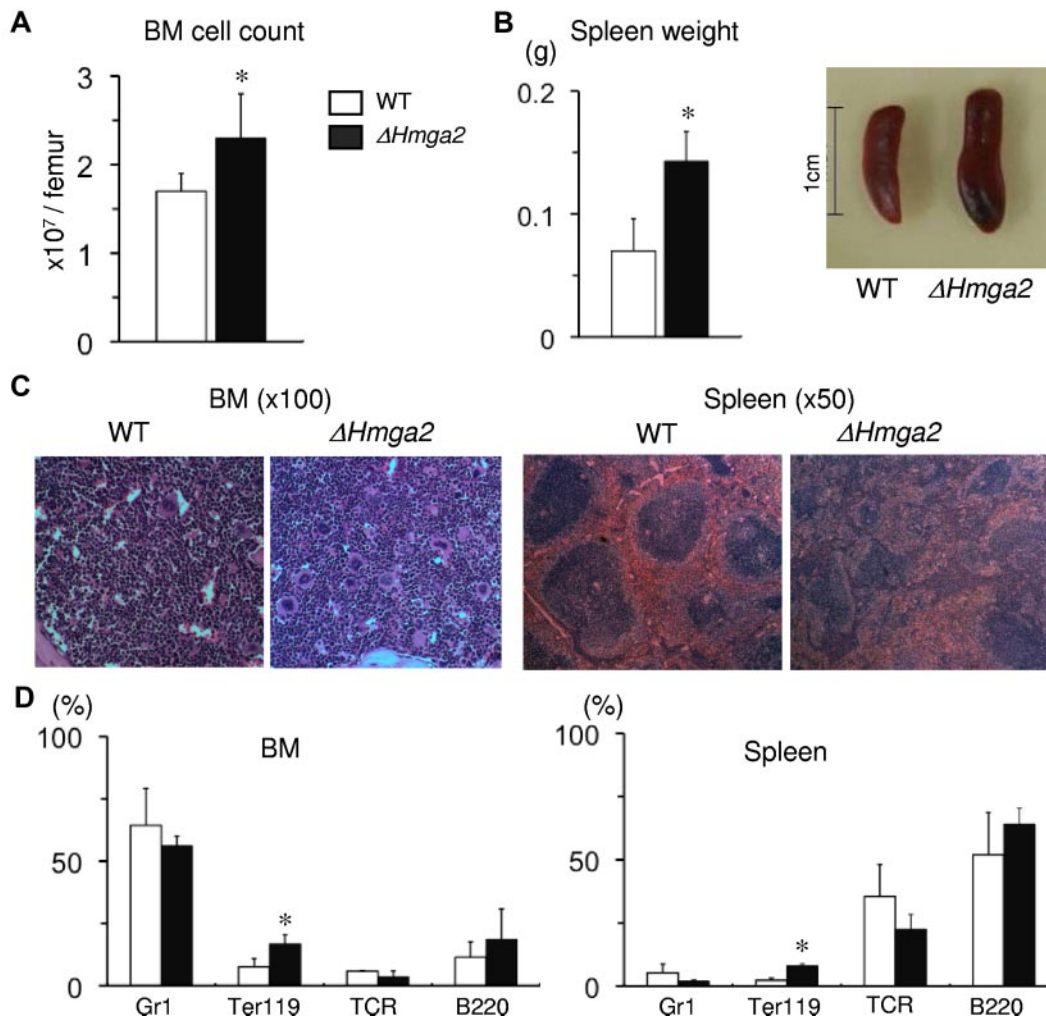 A
BM cell count
x10⁷ / femur
3
2
1
0
*
WT
ΔHmga2
B
Spleen weight
(g)
0.2
0.1
0
*
1cm
WT ΔHmga2
C
BM (x100)
WT ΔHmga2
Spleen (x50)
WT ΔHmga2
D
(%)
BM
100
50
0
*
Gr1 Ter119 TCR B220
(%)
Spleen
100
50
0
*
Gr1 Ter119 TCR B220